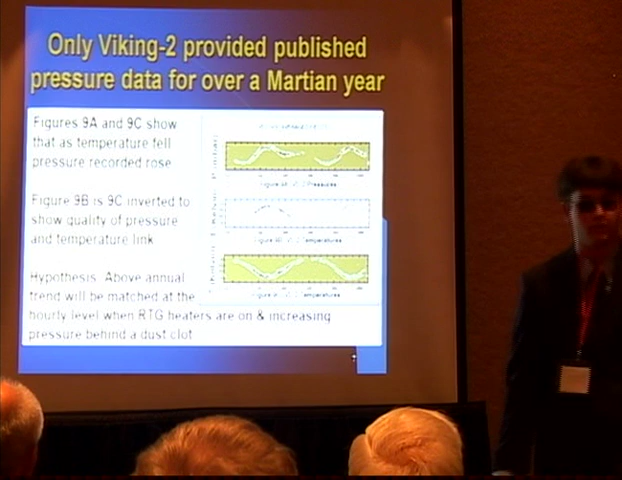 Only Viking-2 provided published
pressure data for over a Martian year
Figures 9A and 9C show
that as temperature fell
pressure recorded rose
Figure 9B is 9C inverted to
show quality of pressure
and temperature link
Hypothesis: Above annual
trend will be matched at the
hourly level when RTG heaters are on & increasing
pressure behind a dust clot